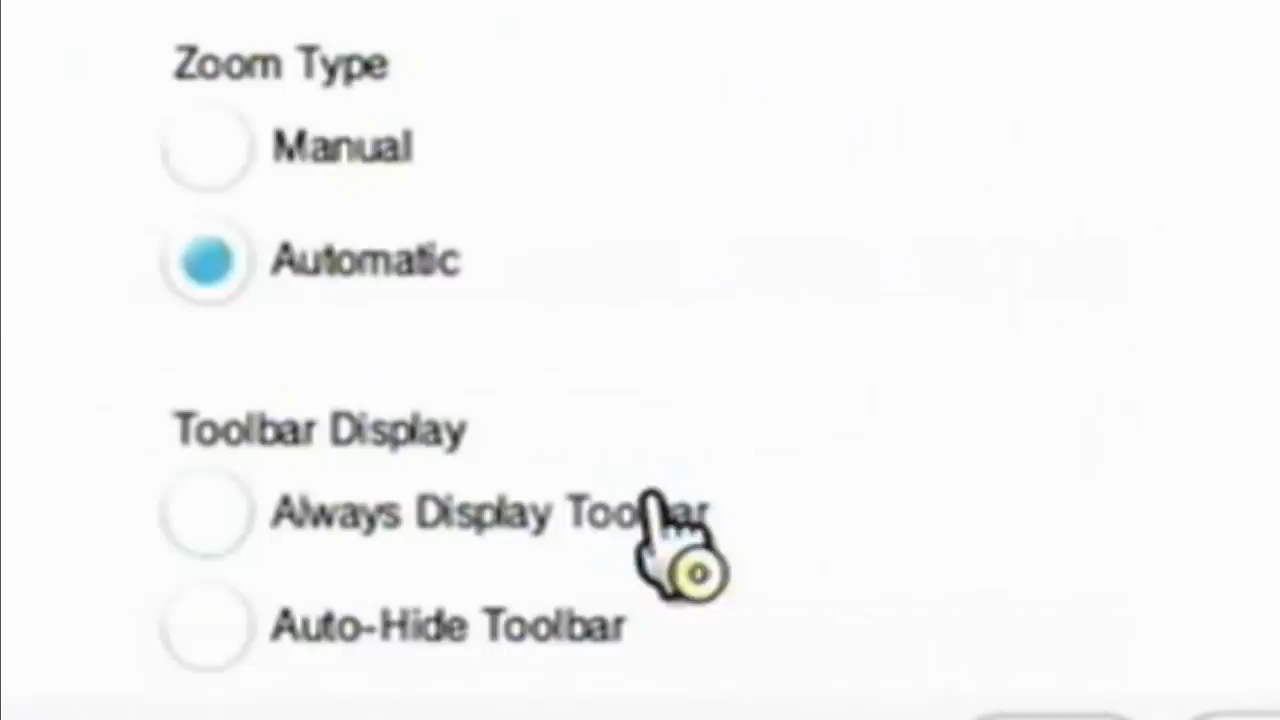 Zoom Type
Manual
Automatic
Toolbar Display
Always Display Toolbar
Auto-Hide Toolbar